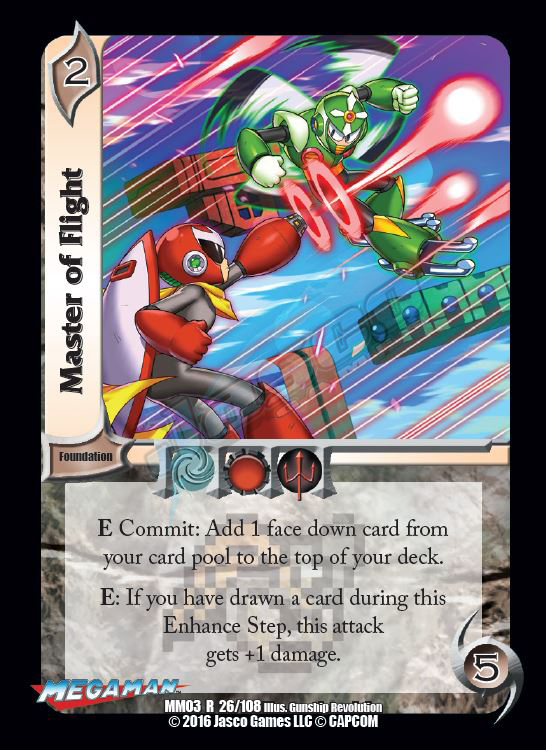 2
Master of Flight
Foundation
E Commit: Add 1 face down card from
your card pool to the top of your deck.
E: If you have drawn a card during this
Enhance Step, this attack
gets +1 damage.
5
MEGAMAN™
MM03 R 26/108 Illus. Gunship Revolution
© 2016 Jasco Games LLC © CAPCOM